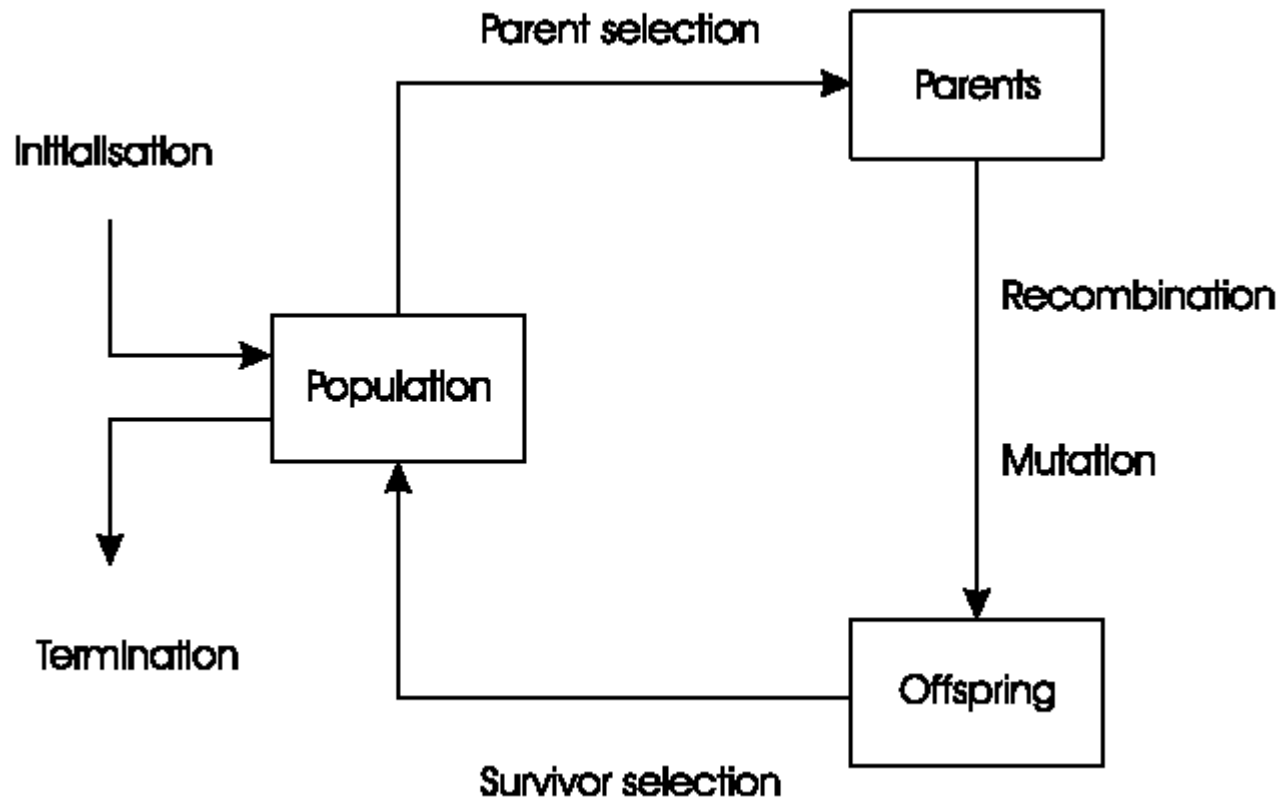 Parent selection
Parents
Initialisation
Recombination
Population
Mutation
Termination
Offspring
Survivor selection